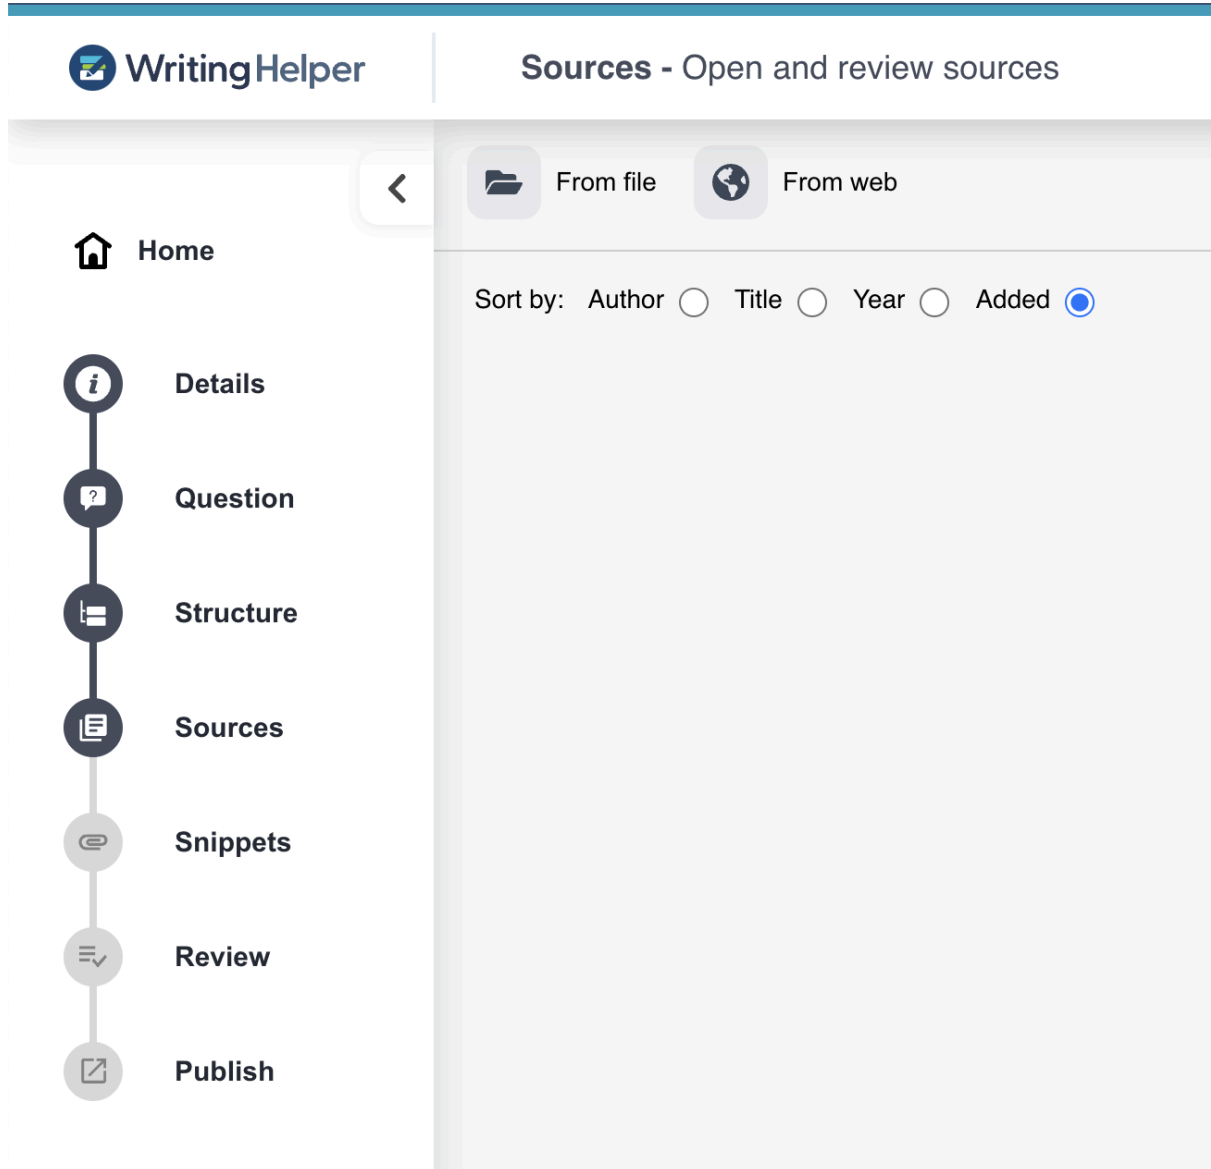 WritingHelper
Sources - Open and review sources
From file From web
Home
Sort by: Author Title Year Added
Details
Question
Structure
Sources
Snippets
Review
Publish